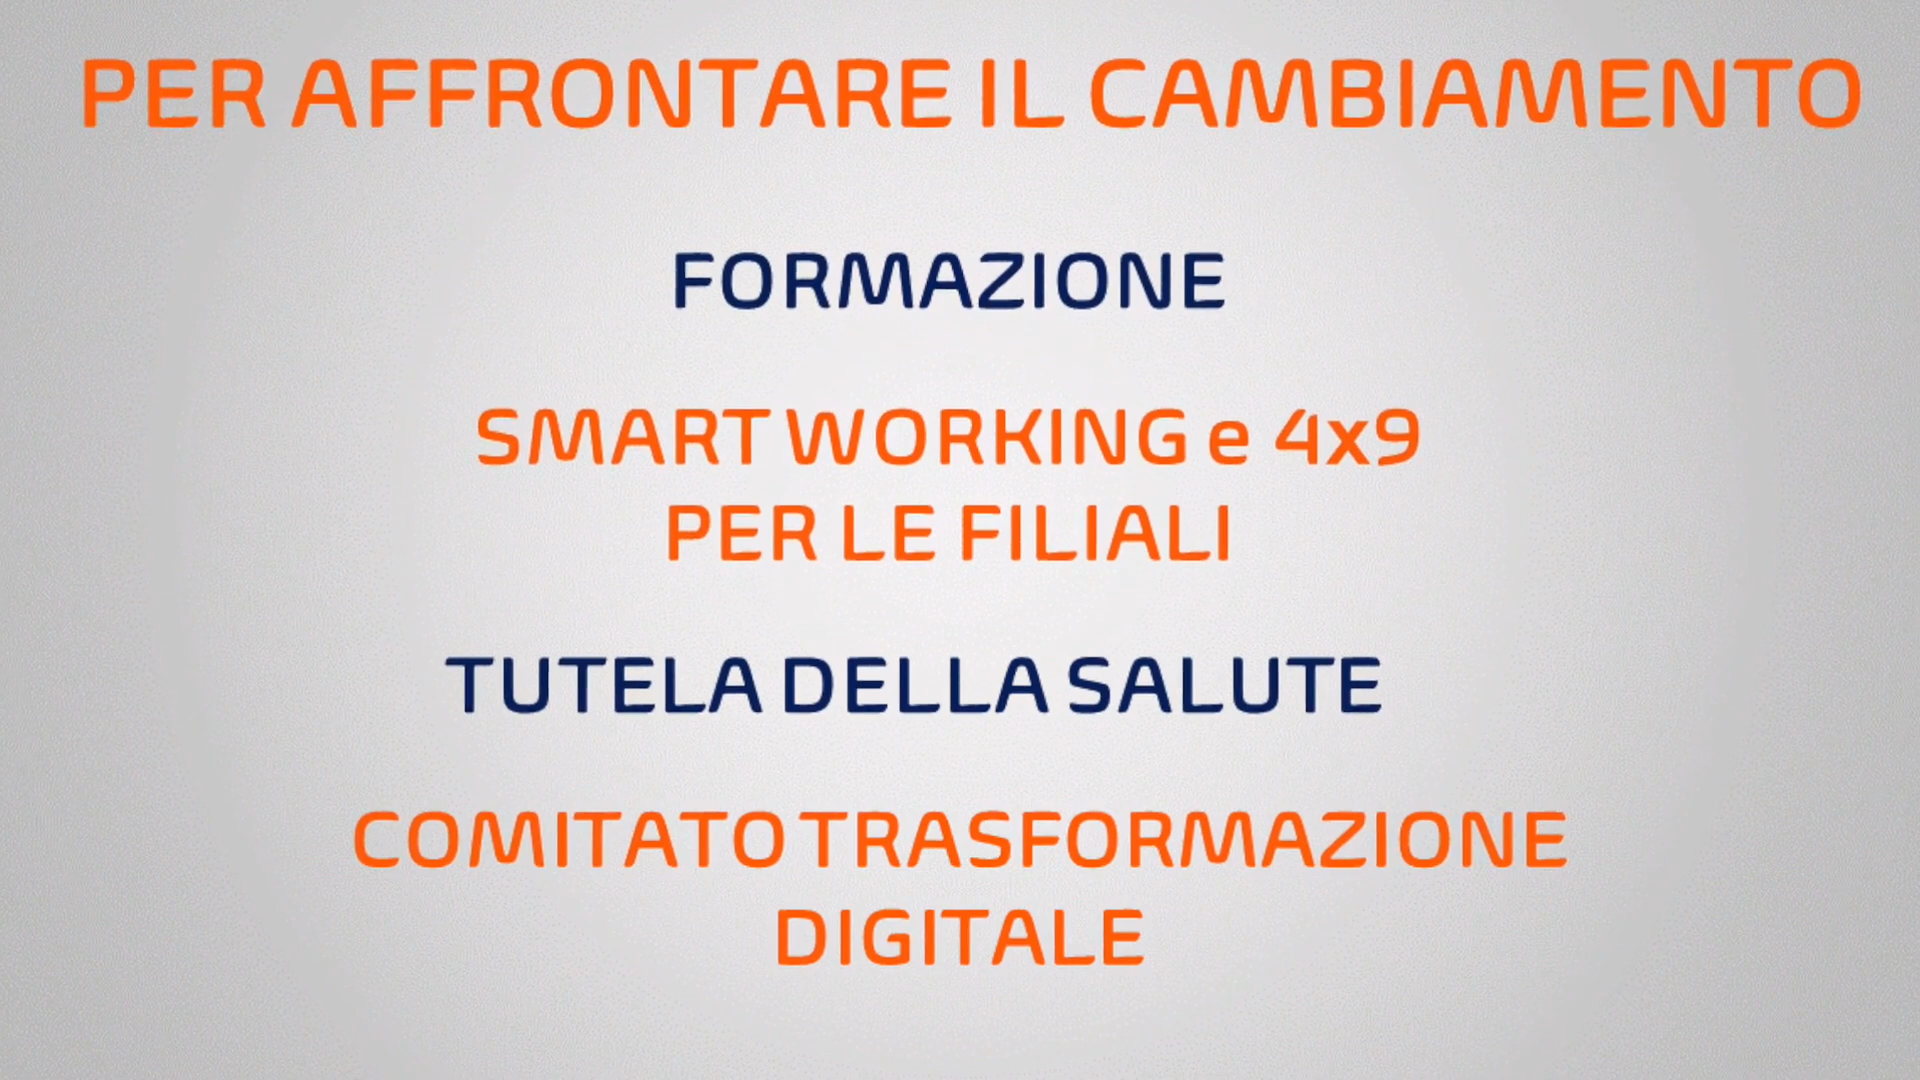 PER AFFRONTARE IL CAMBIAMENTO
FORMAZIONE
SMART WORKING e 4x9
PER LE FILIALI
TUTELA DELLA SALUTE
COMITATO TRASFORMAZIONE
DIGITALE